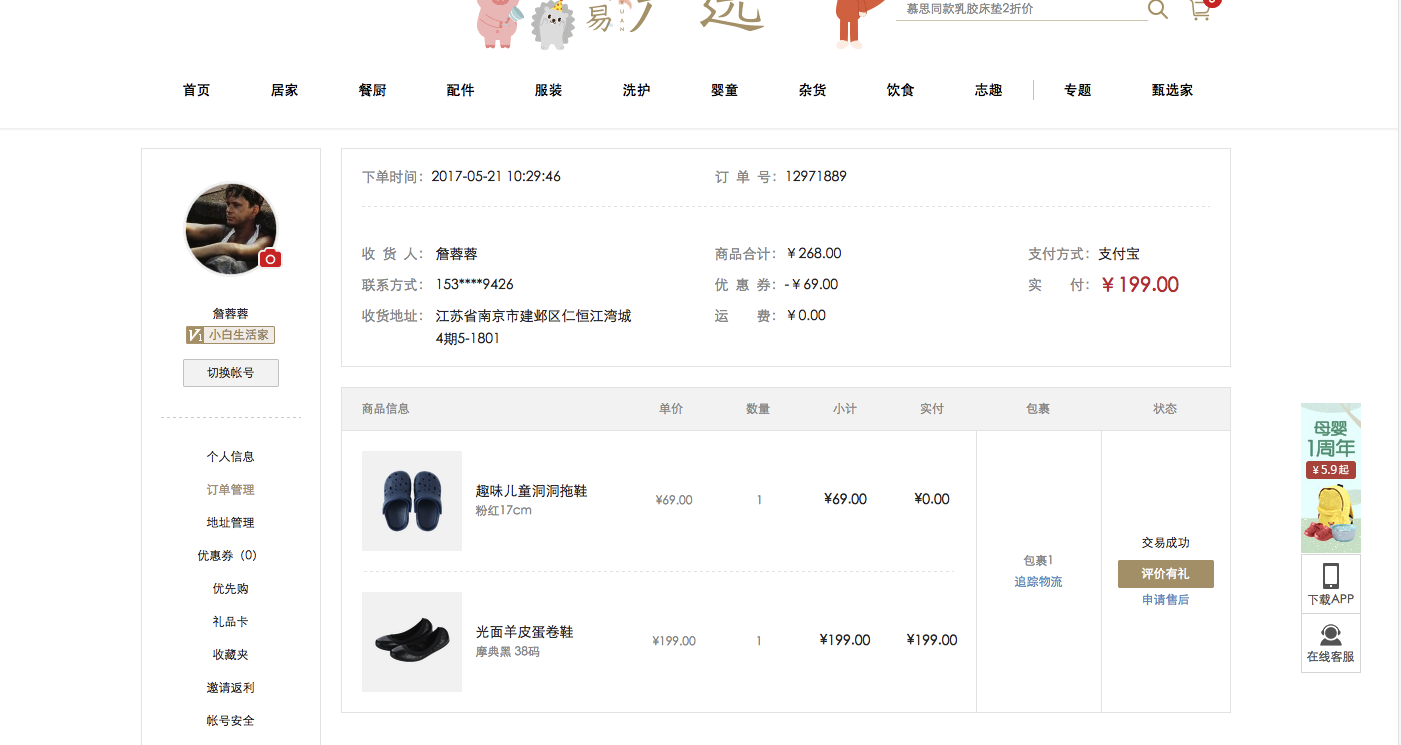 易
UAN
选
慕思同款乳胶床垫2折价
首页 居家 餐厨 配件 服装 洗护 婴童 杂货 饮食 志趣 专题 甄选家
詹蓉蓉
V1 小白生活家
切换帐号
个人信息
订单管理
地址管理
优惠券（0）
优先购
礼品卡
收藏夹
邀请返利
帐号安全
下单时间：2017-05-21 10:29:46 订单号：12971889
收货人：詹蓉蓉 商品合计：￥268.00 支付方式：支付宝
联系方式：153****9426 优惠券：-￥69.00 实付：￥199.00
收货地址：江苏省南京市建邺区仁恒江湾城 运费：￥0.00
4期5-1801
商品信息 单价 数量 小计 实付 包裹 状态
趣味儿童洞洞拖鞋 ¥69.00 1 ¥69.00 ¥0.00
粉红17cm
光面羊皮蛋卷鞋 ¥199.00 1 ¥199.00 ¥199.00
摩典黑 38码
包裹1
追踪物流
交易成功
评价有礼
申请售后
母婴
1周年
¥5.9起
下载APP
在线客服